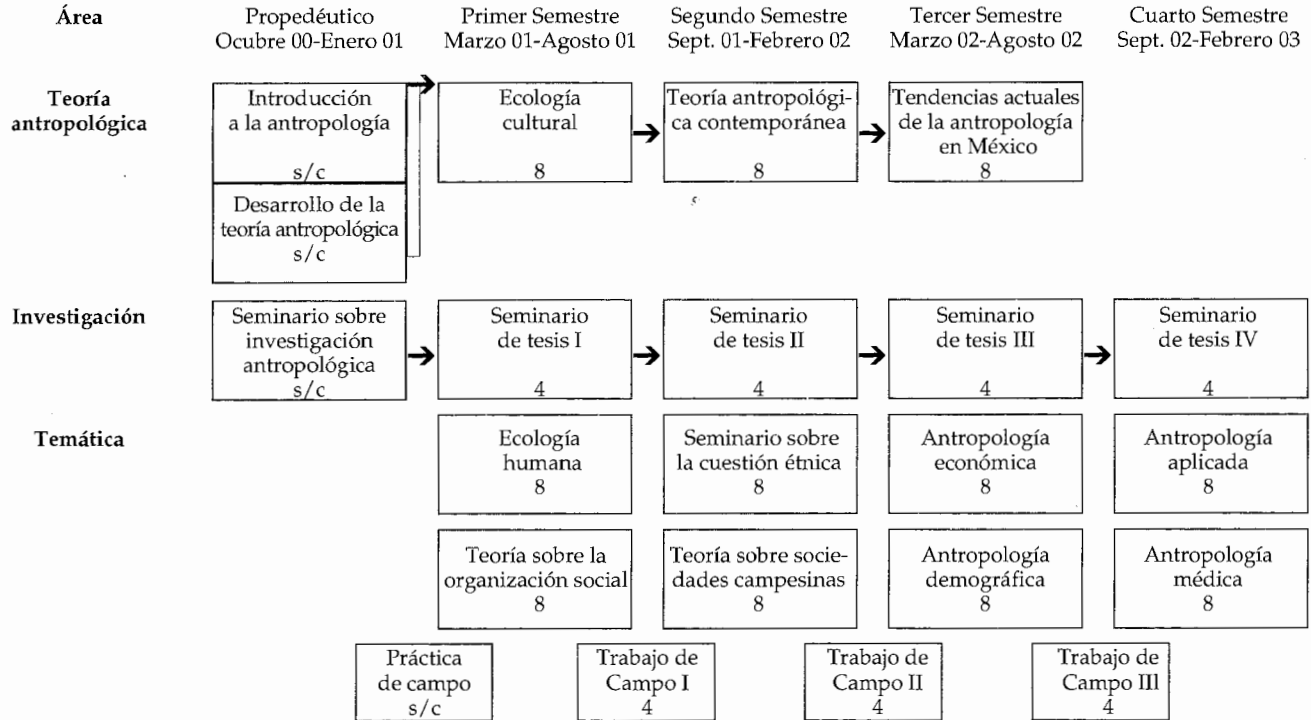 Área
Propedéutico
Ocubre 00-Enero 01
Primer Semestre
Marzo 01-Agosto 01
Segundo Semestre
Sept. 01-Febrero 02
Tercer Semestre
Marzo 02-Agosto 02
Cuarto Semestre
Sept. 02-Febrero 03
Teoría
antropológica
Introducción
a la antropología
s/c
Desarrollo de la
teoría antropológica
s/c
Ecología
cultural
8
Teoría antropológi-
ca contemporánea
8
Tendencias actuales
de la antropología
en México
8
Investigación
Seminario sobre
investigación
antropológica
s/c
Seminario
de tesis I
4
Seminario
de tesis II
4
Seminario
de tesis III
4
Seminario
de tesis IV
4
Temática
Ecología
humana
8
Seminario sobre
la cuestión étnica
8
Antropología
económica
8
Antropología
aplicada
8
Teoría sobre la
organización social
8
Teoría sobre socie-
dades campesinas
8
Antropología
demográfica
8
Antropología
médica
8
Práctica
de campo
s/c
Trabajo de
Campo I
4
Trabajo de
Campo II
4
Trabajo de
Campo III
4